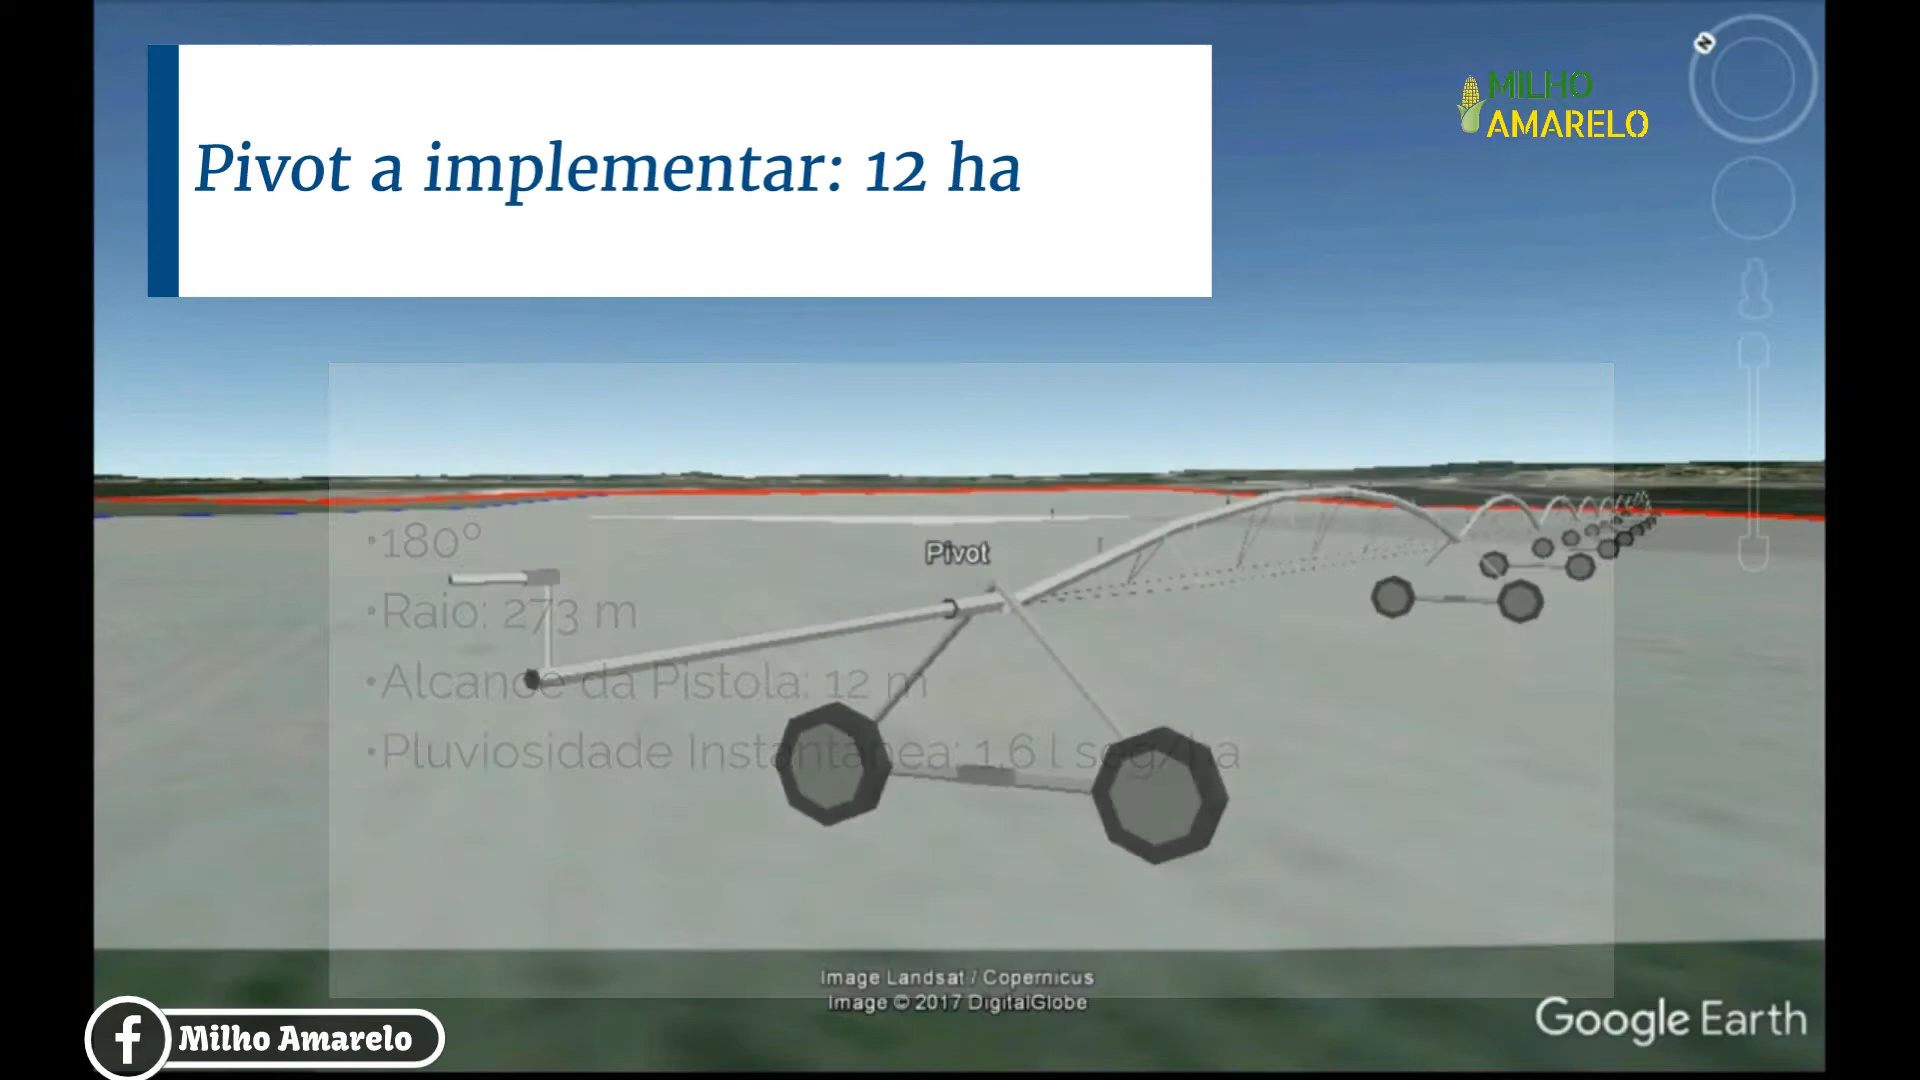 Pivot a implementar: 12 ha
N
MILHO
AMARELO
•180º
Pivot
•Raio: 273 m
•Alcance da Pistola: 12 m
•Pluviosidade Instantânea: 1,6 l seg/ha
Image Landsat / Copernicus
Image © 2017 DigitalGlobe
f Milho Amarelo
Google Earth